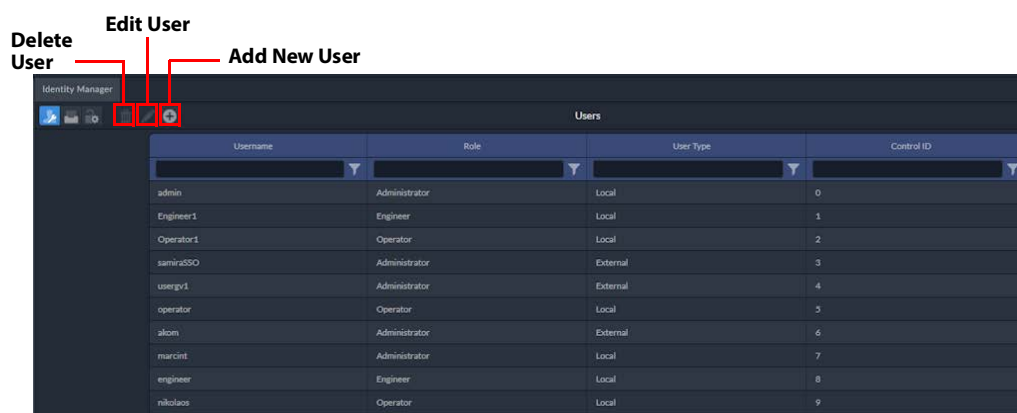 Edit User
Delete
User
Add New User
Identity Manager
Users
Username Role User Type Control ID
admin Administrator Local 0
Engineer1 Engineer Local 1
Operator1 Operator Local 2
samiraSSO Administrator External 3
usergv1 Administrator External 4
operator Operator Local 5
akom Administrator External 6
marcint Administrator Local 7
engineer Engineer Local 8
nikolaos Operator Local 9